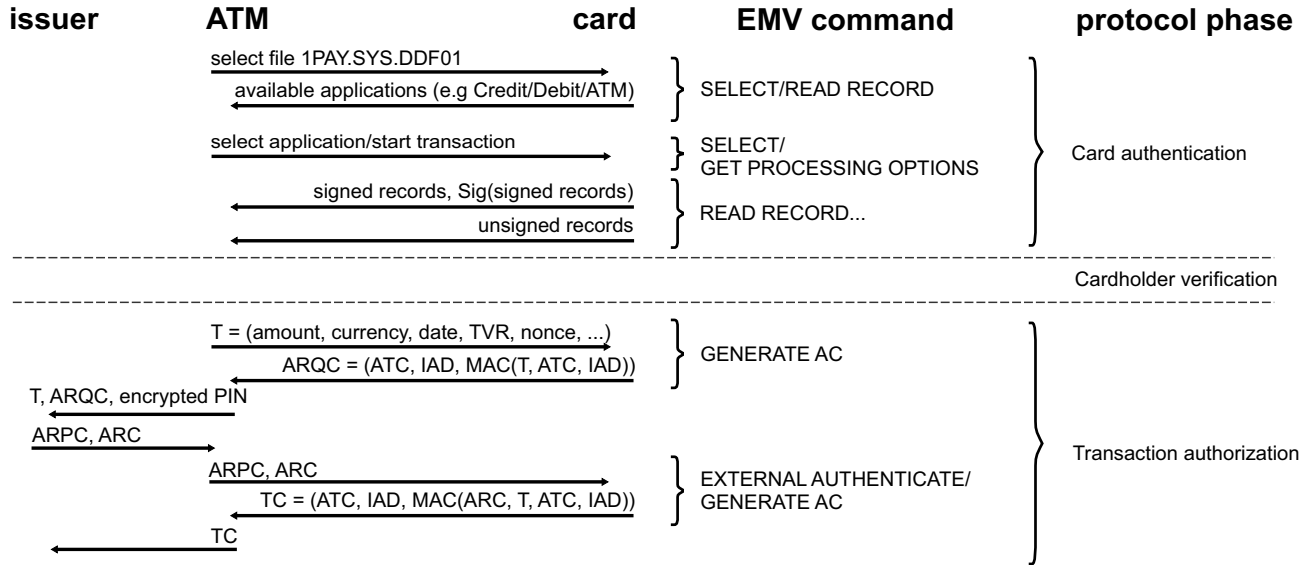 issuer ATM card EMV command protocol phase
select file 1PAY.SYS.DDF01
available applications (e.g Credit/Debit/ATM)
SELECT/READ RECORD
select application/start transaction
SELECT/
GET PROCESSING OPTIONS
Card authentication
signed records, Sig(signed records)
READ RECORD...
unsigned records
Cardholder verification
T = (amount, currency, date, TVR, nonce, ...)
GENERATE AC
ARQC = (ATC, IAD, MAC(T, ATC, IAD))
T, ARQC, encrypted PIN
ARPC, ARC
Transaction authorization
ARPC, ARC
EXTERNAL AUTHENTICATE/
GENERATE AC
TC = (ATC, IAD, MAC(ARC, T, ATC, IAD))
TC